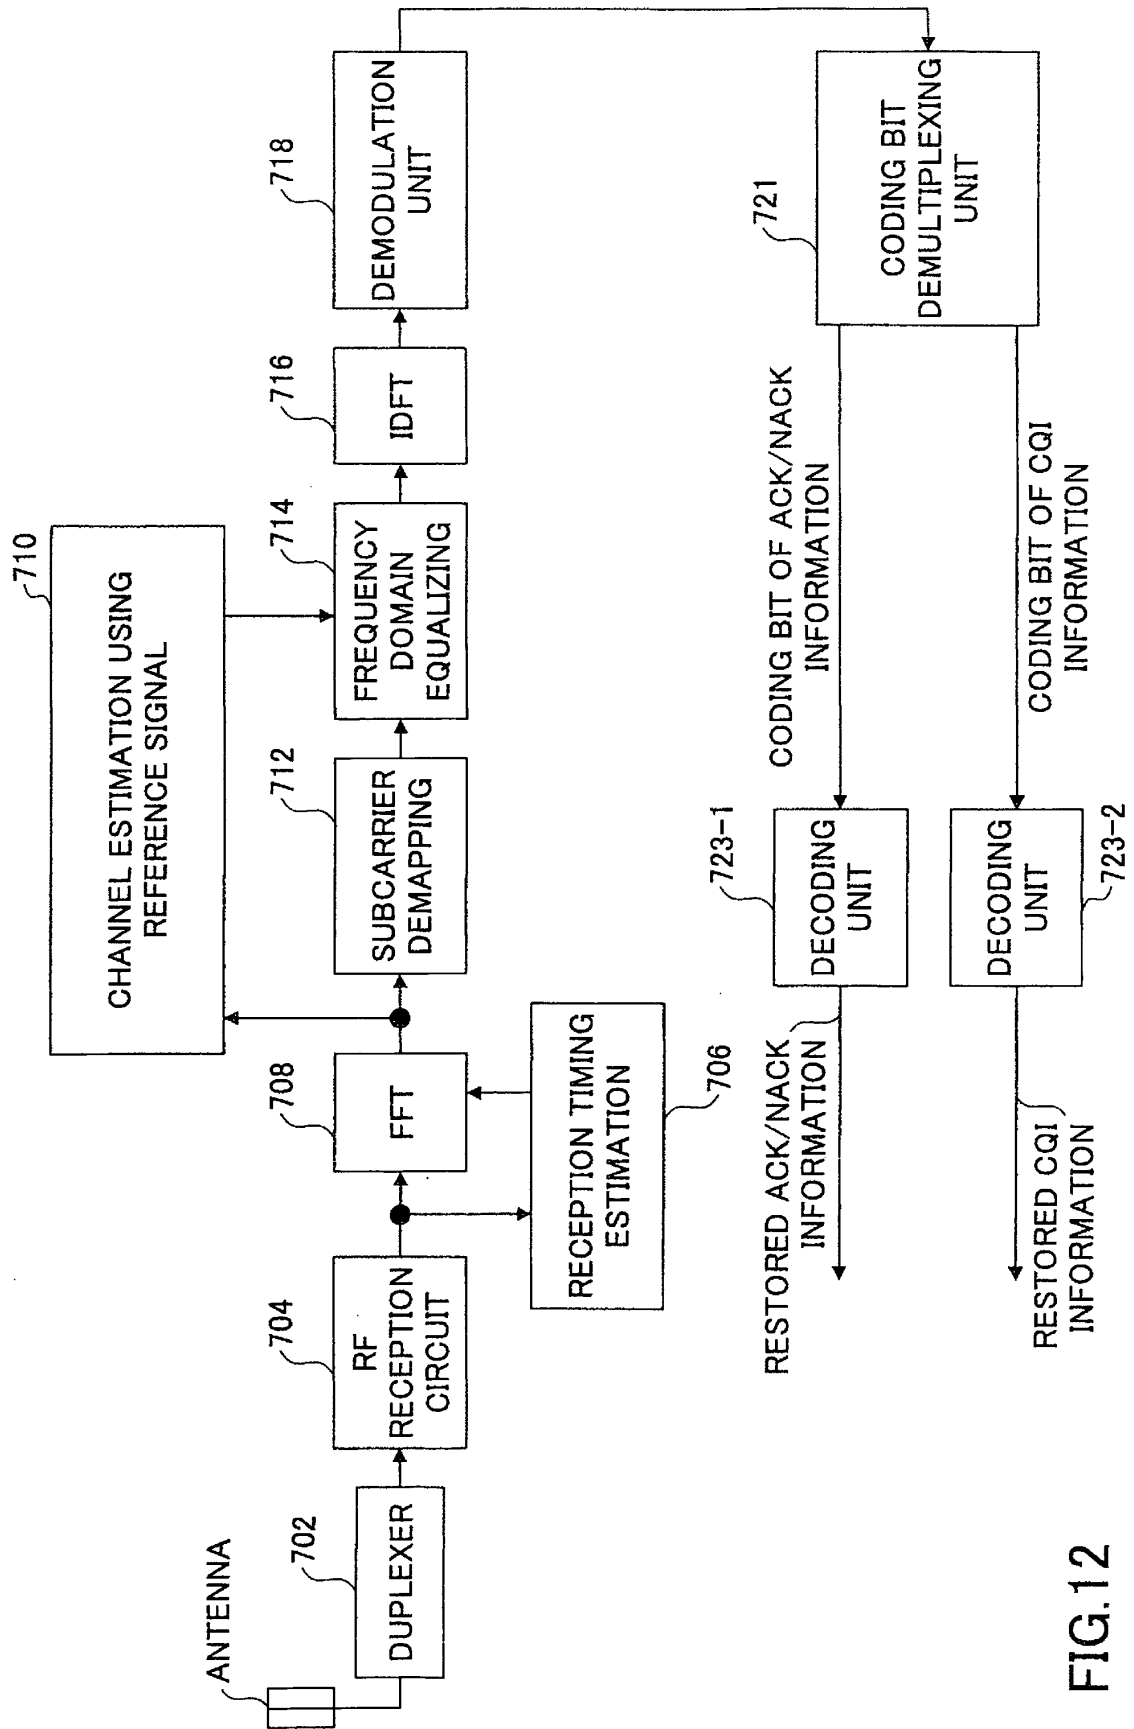 ANTENNA
702
DUPLEXER
704
RF
RECEPTION
CIRCUIT
706
RECEPTION TIMING
ESTIMATION
708
FFT
710
CHANNEL ESTIMATION USING
REFERENCE SIGNAL
712
SUBCARRIER
DEMAPPING
714
FREQUENCY
DOMAIN
EQUALIZING
716
IDFT
718
DEMODULATION
UNIT
721
CODING BIT
DEMULTIPLEXING
UNIT
CODING BIT OF ACK/NACK
INFORMATION
CODING BIT OF CQI
INFORMATION
723-1
DECODING
UNIT
723-2
DECODING
UNIT
RESTORED ACK/NACK
INFORMATION
RESTORED CQI
INFORMATION
FIG.12